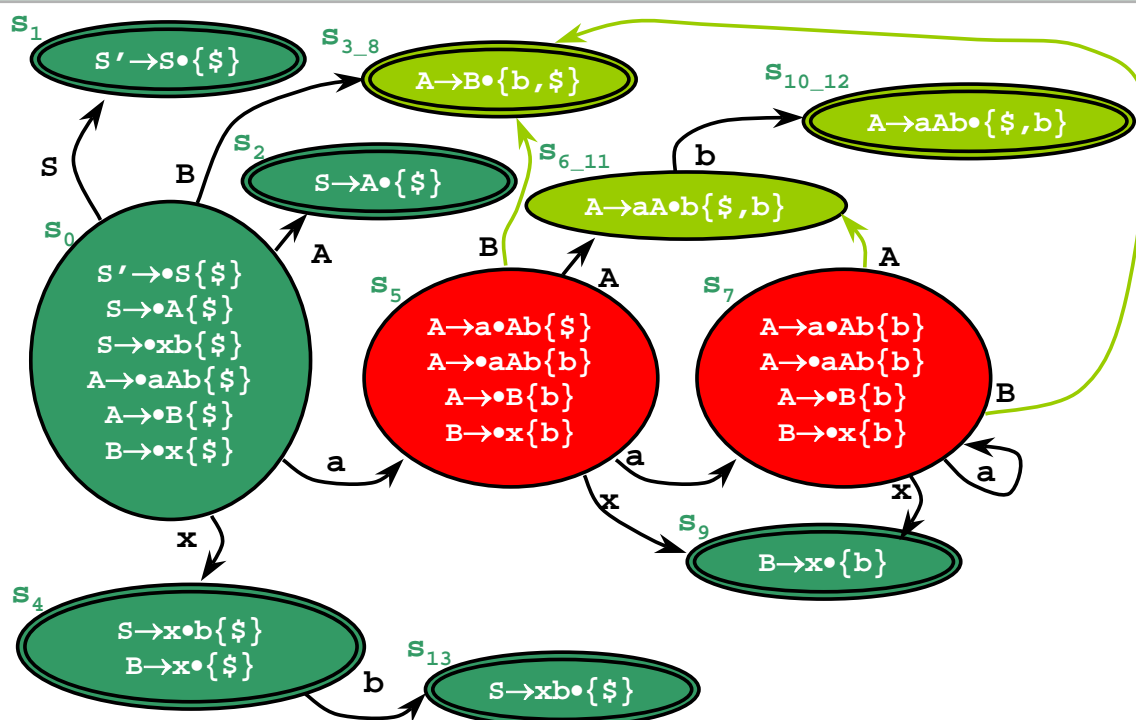 s1
S'→S•{$}
s3_8
A→B•{b,$}
s10_12
A→aAb•{$,b}
S
B
s2
S→A•{$}
s6_11
b
A→aA•b{$,b}
s0
A
S'→•S{$}
S→•A{$}
S→•xb{$}
A→•aAb{$}
A→•B{$}
B→•x{$}
B
A
s5
A→a•Ab{$}
A→•aAb{b}
A→•B{b}
B→•x{b}
A
s7
A→a•Ab{b}
A→•aAb{b}
A→•B{b}
B→•x{b}
B
a
a
a
x
x
x
s9
B→x•{b}
s4
S→x•b{$}
B→x•{$}
b
s13
S→xb•{$}